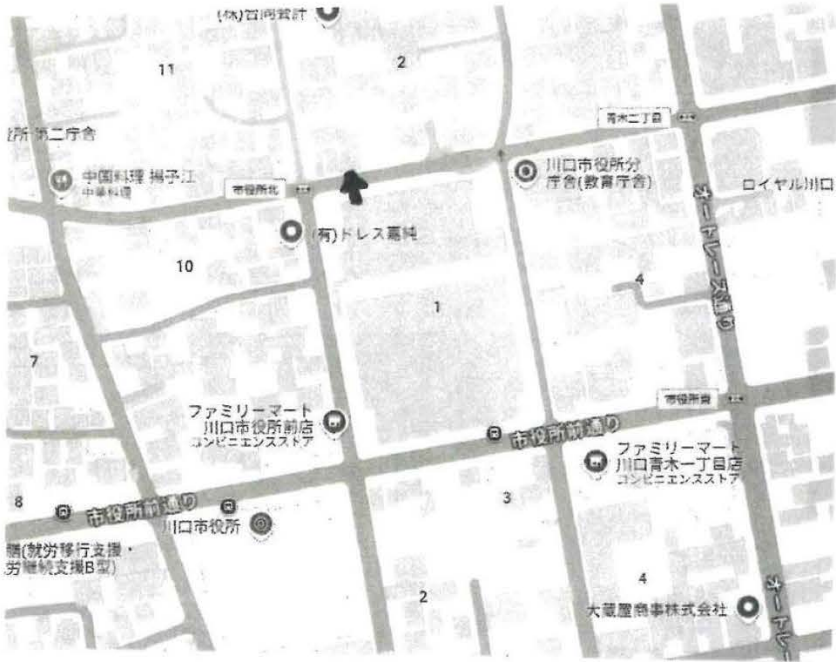 (株)百商会計
11
2
青木二丁目
所 第二庁舎
中国料理 揚子江
中華料理
市役所北
川口市役所分
庁舎(教育庁舎)
ロイヤル川口
オートレース通り
(有)ドレス嘉純
10
1
4
7
ファミリーマート
川口市役所前店
コンビニエンスストア
市役所東
市役所前通り
ファミリーマート
川口青木一丁目店
コンビニエンスストア
8
市役所前通り
川口市役所
3
(就労移行支援・
労継続支援B型)
2
4
大蔵屋商事株式会社
オートレー